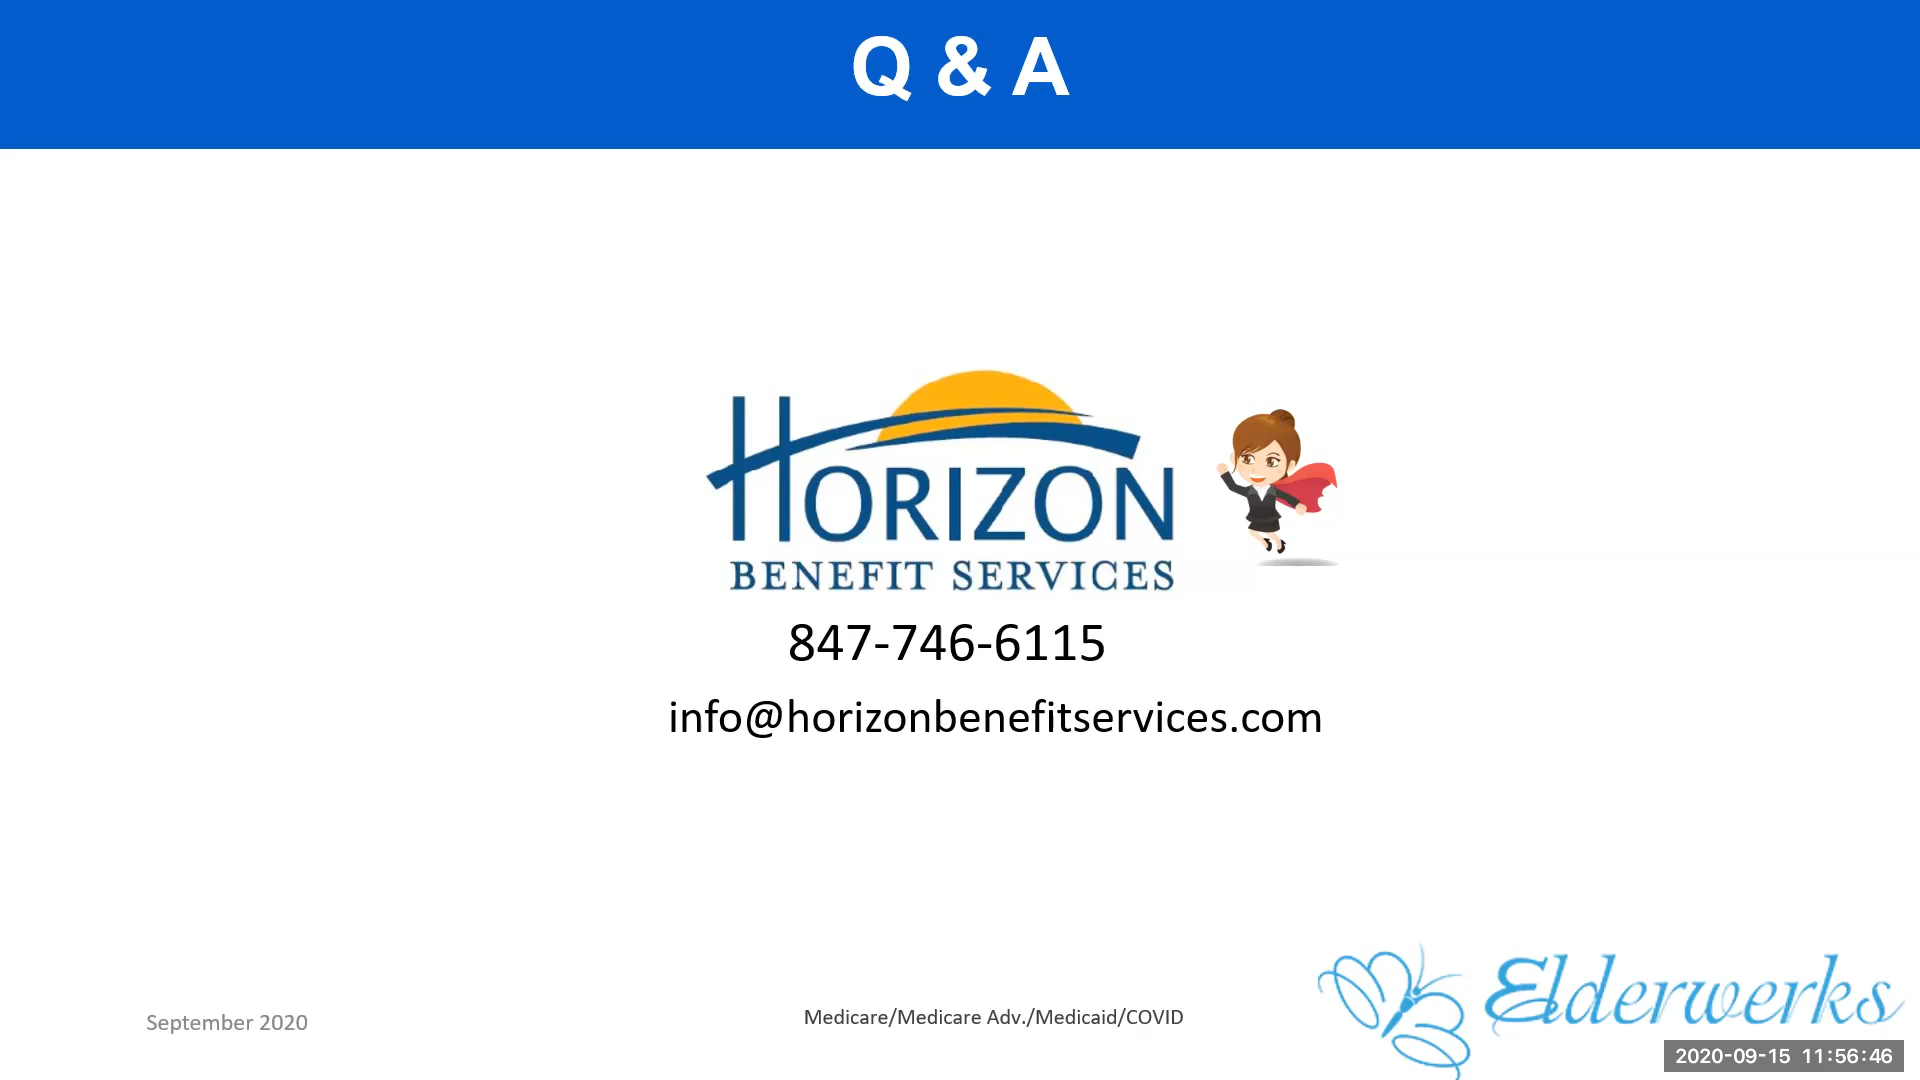 Q & A
HORIZON
BENEFIT SERVICES
847-746-6115
info@horizonbenefitservices.com
September 2020
Medicare/Medicare Adv./Medicaid/COVID
Elderwerks
2020-09-15 11:56:46